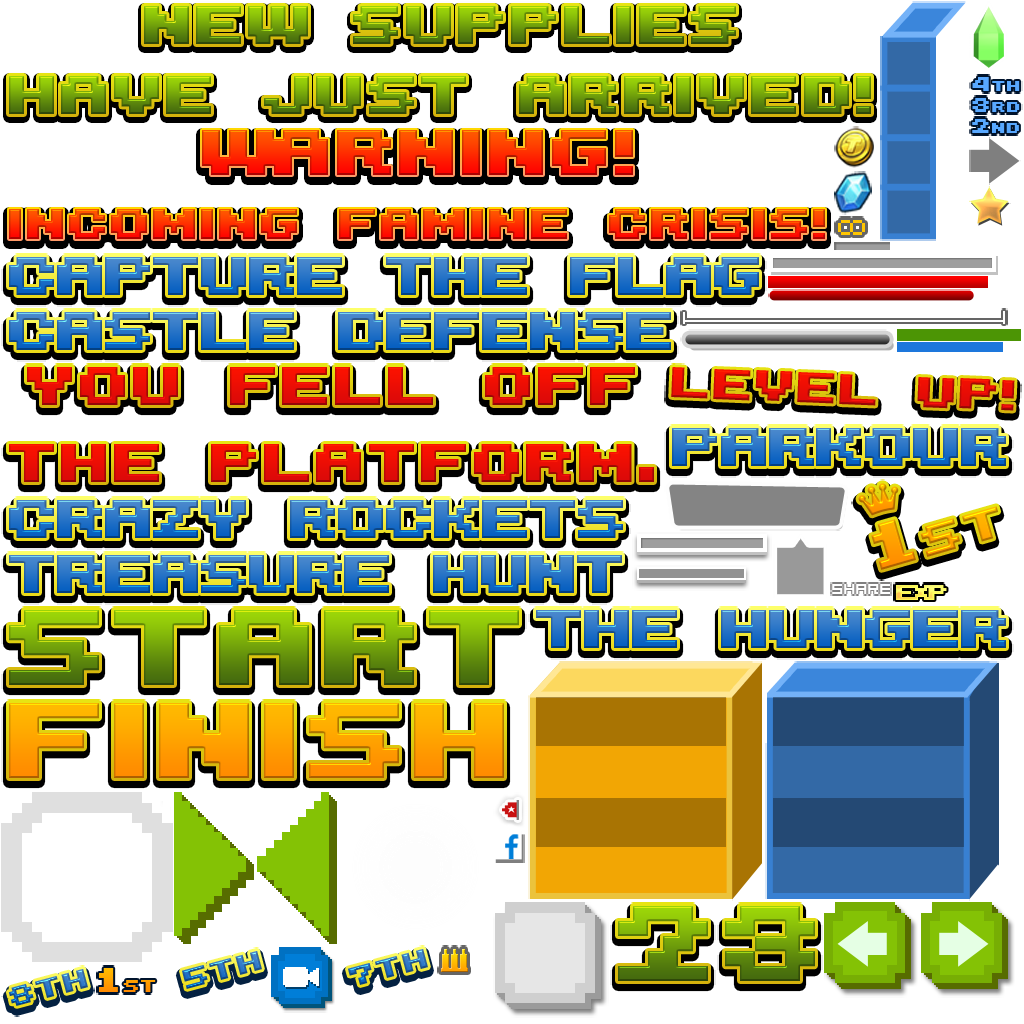 NEW SUPPLIES
HAVE JUST ARRIVED!
4TH
3RD
2ND
WARNING!
INCOMING FAMINE CRISIS!
CAPTURE THE FLAG
CASTLE DEFENSE
YOU FELL OFF
LEVEL UP!
THE PLATFORM.
PARKOUR
CRAZY ROCKETS
1ST
TREASURE HUNT
SHARE
EXP
START
THE HUNGER
FINISH
f
23
8TH
1ST
5TH
7TH